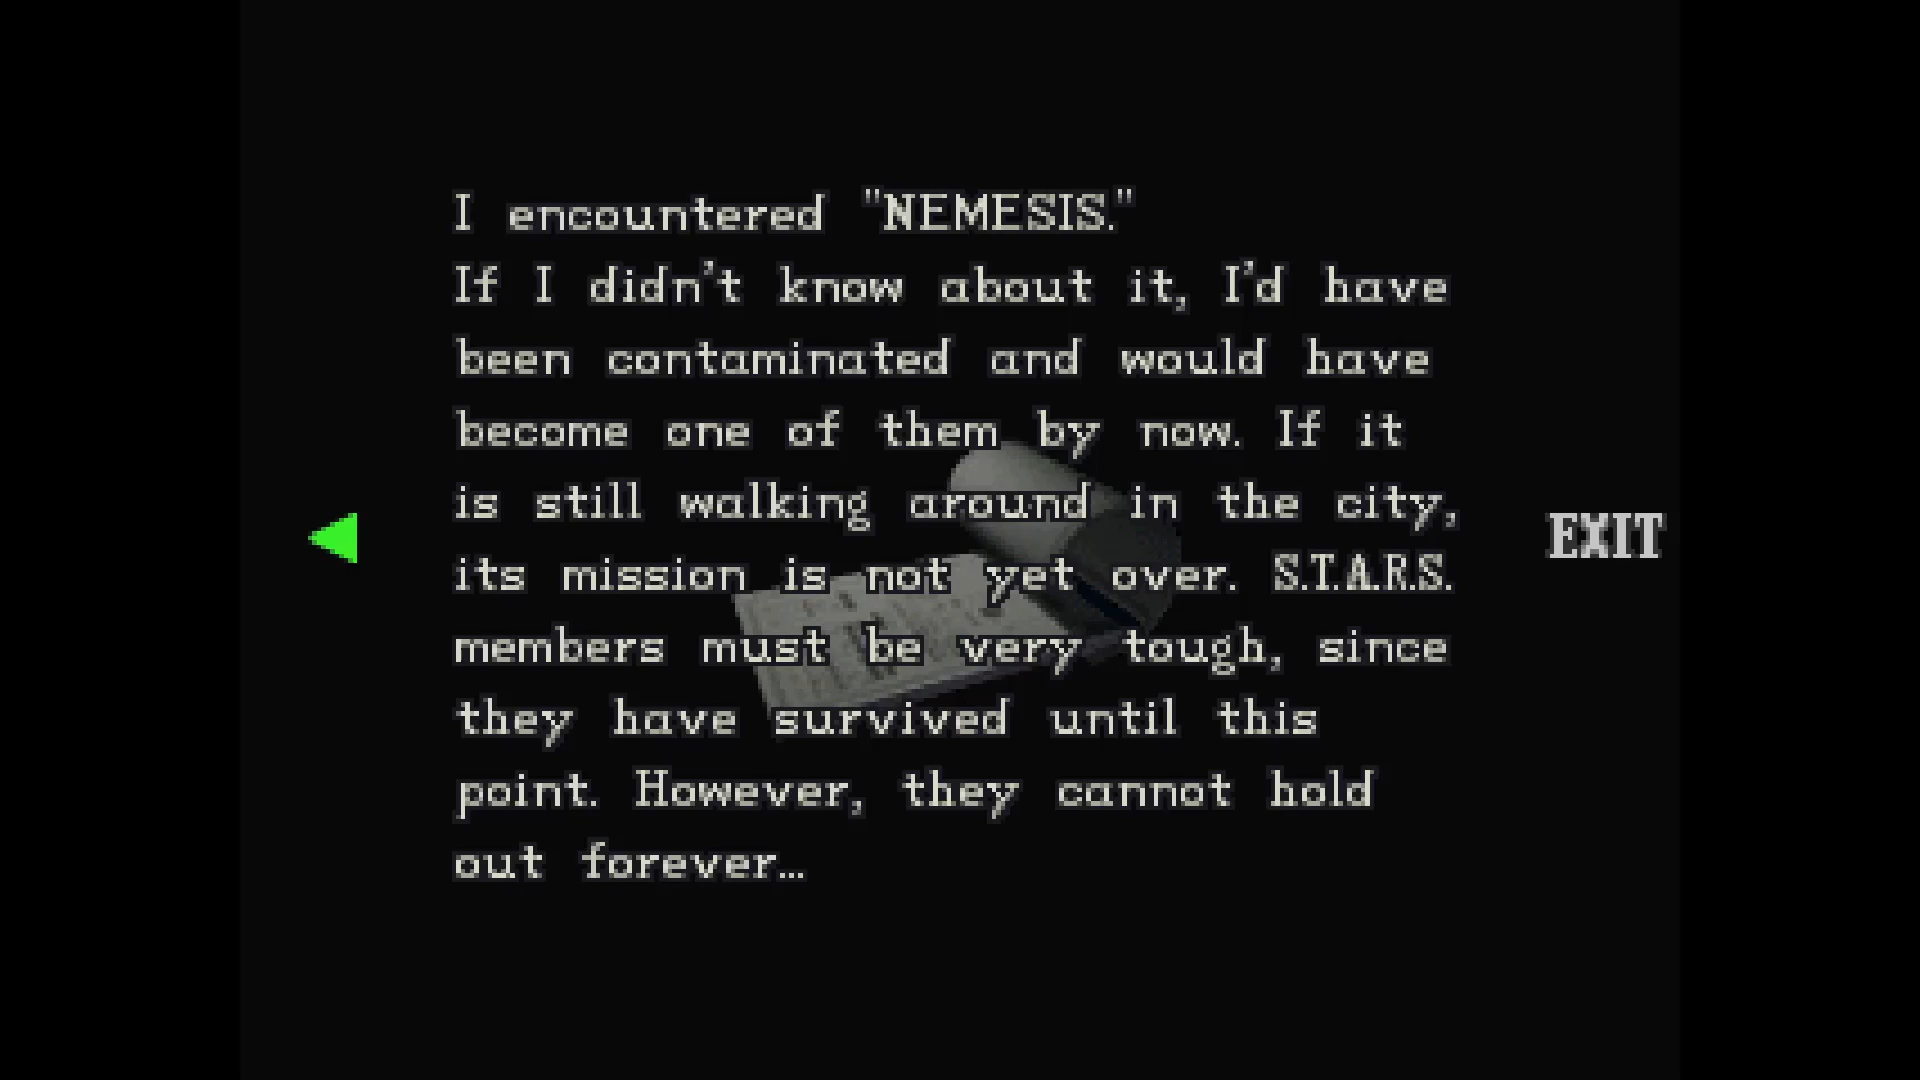 I encountered "NEMESIS."
If I didn't know about it, I'd have
been contaminated and would have
become one of them by now. If it
is still walking around in the city,
its mission is not yet over. S.T.A.R.S.
members must be very tough, since
they have survived until this
point. However, they cannot hold
out forever…
EXIT